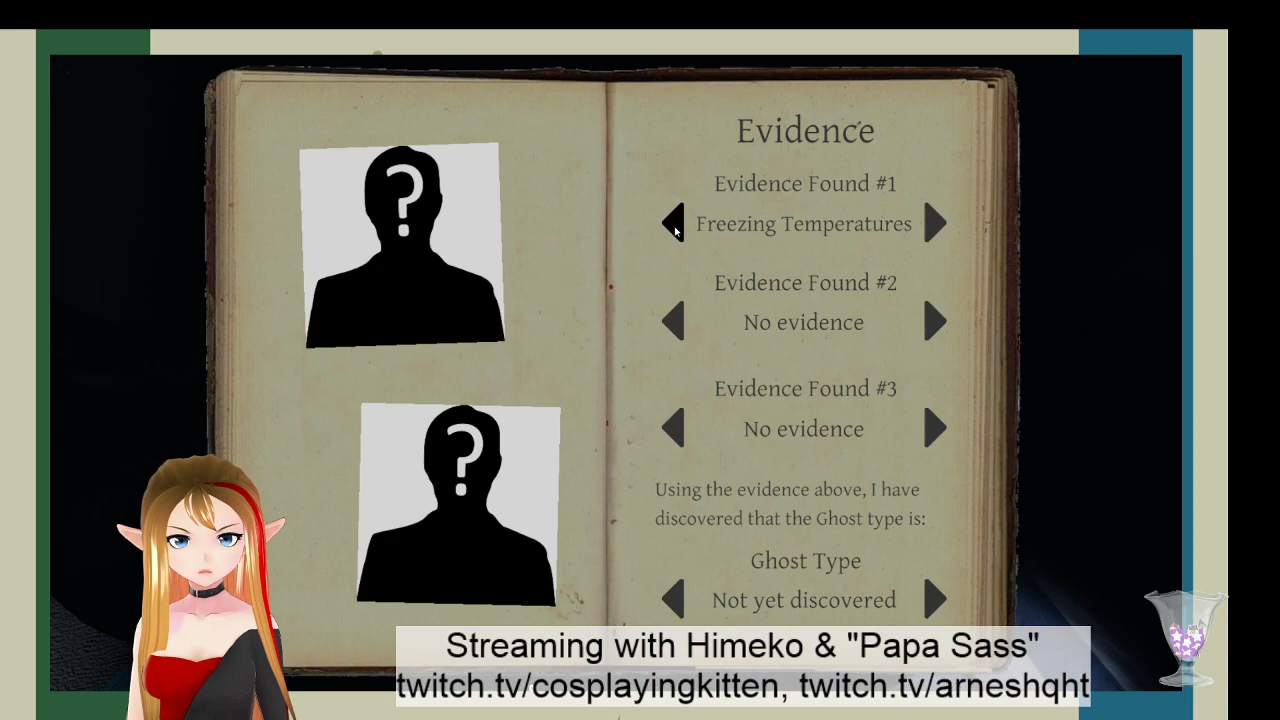 Evidence
Evidence Found #1
Freezing Temperatures
Evidence Found #2
No evidence
Evidence Found #3
No evidence
Using the evidence above, I have
discovered that the Ghost type is:
Ghost Type
Not yet discovered
?
?
Streaming with Himeko & "Papa Sass"
twitch.tv/cosplayingkitten, twitch.tv/arneshqht